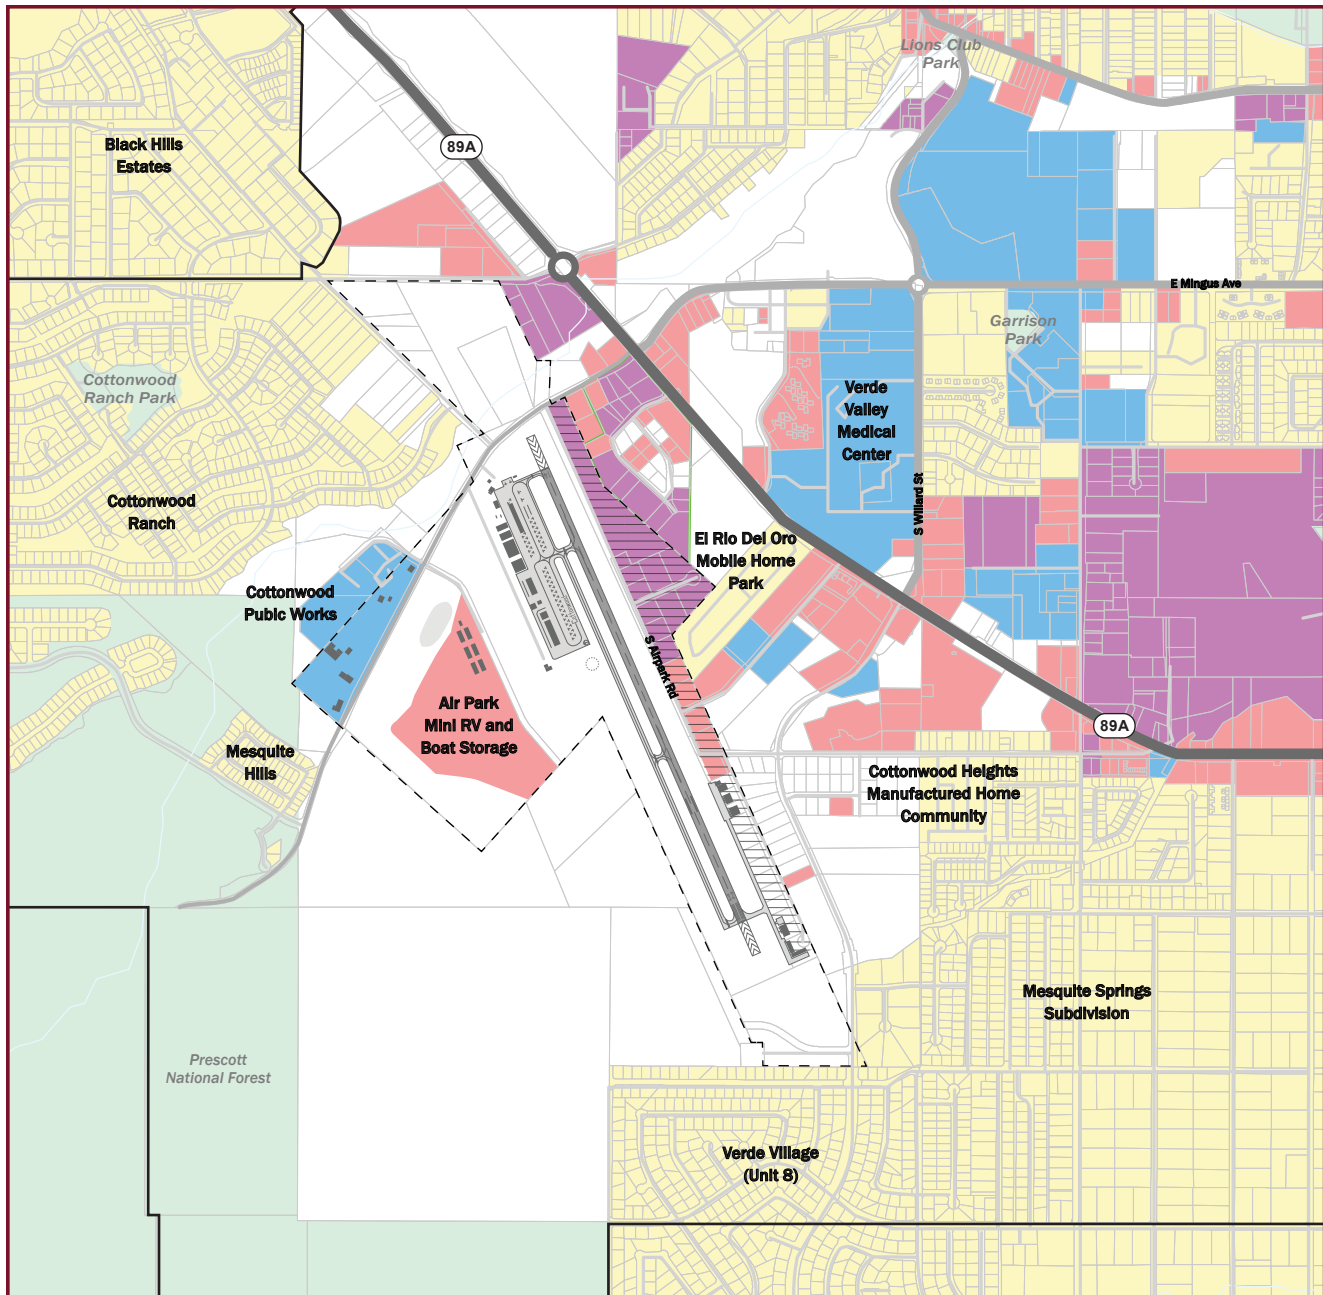 Lions Club
Park
89A
Black Hills
Estates
E Mingus Ave
Garrison
Park
Cottonwood
Ranch Park
Verde
Valley
Medical
Center
Cottonwood
Ranch
S Willard St
El Rio Del Oro
Mobile Home
Park
Cottonwood
Pubic Works
S Airpark Rd
Air Park
Mini RV and
Boat Storage
89A
Mesquite
Hills
Cottonwood Heights
Manufactured Home
Community
Mesquite Springs
Subdivision
Prescott
National Forest
Verde Village
(Unit 8)